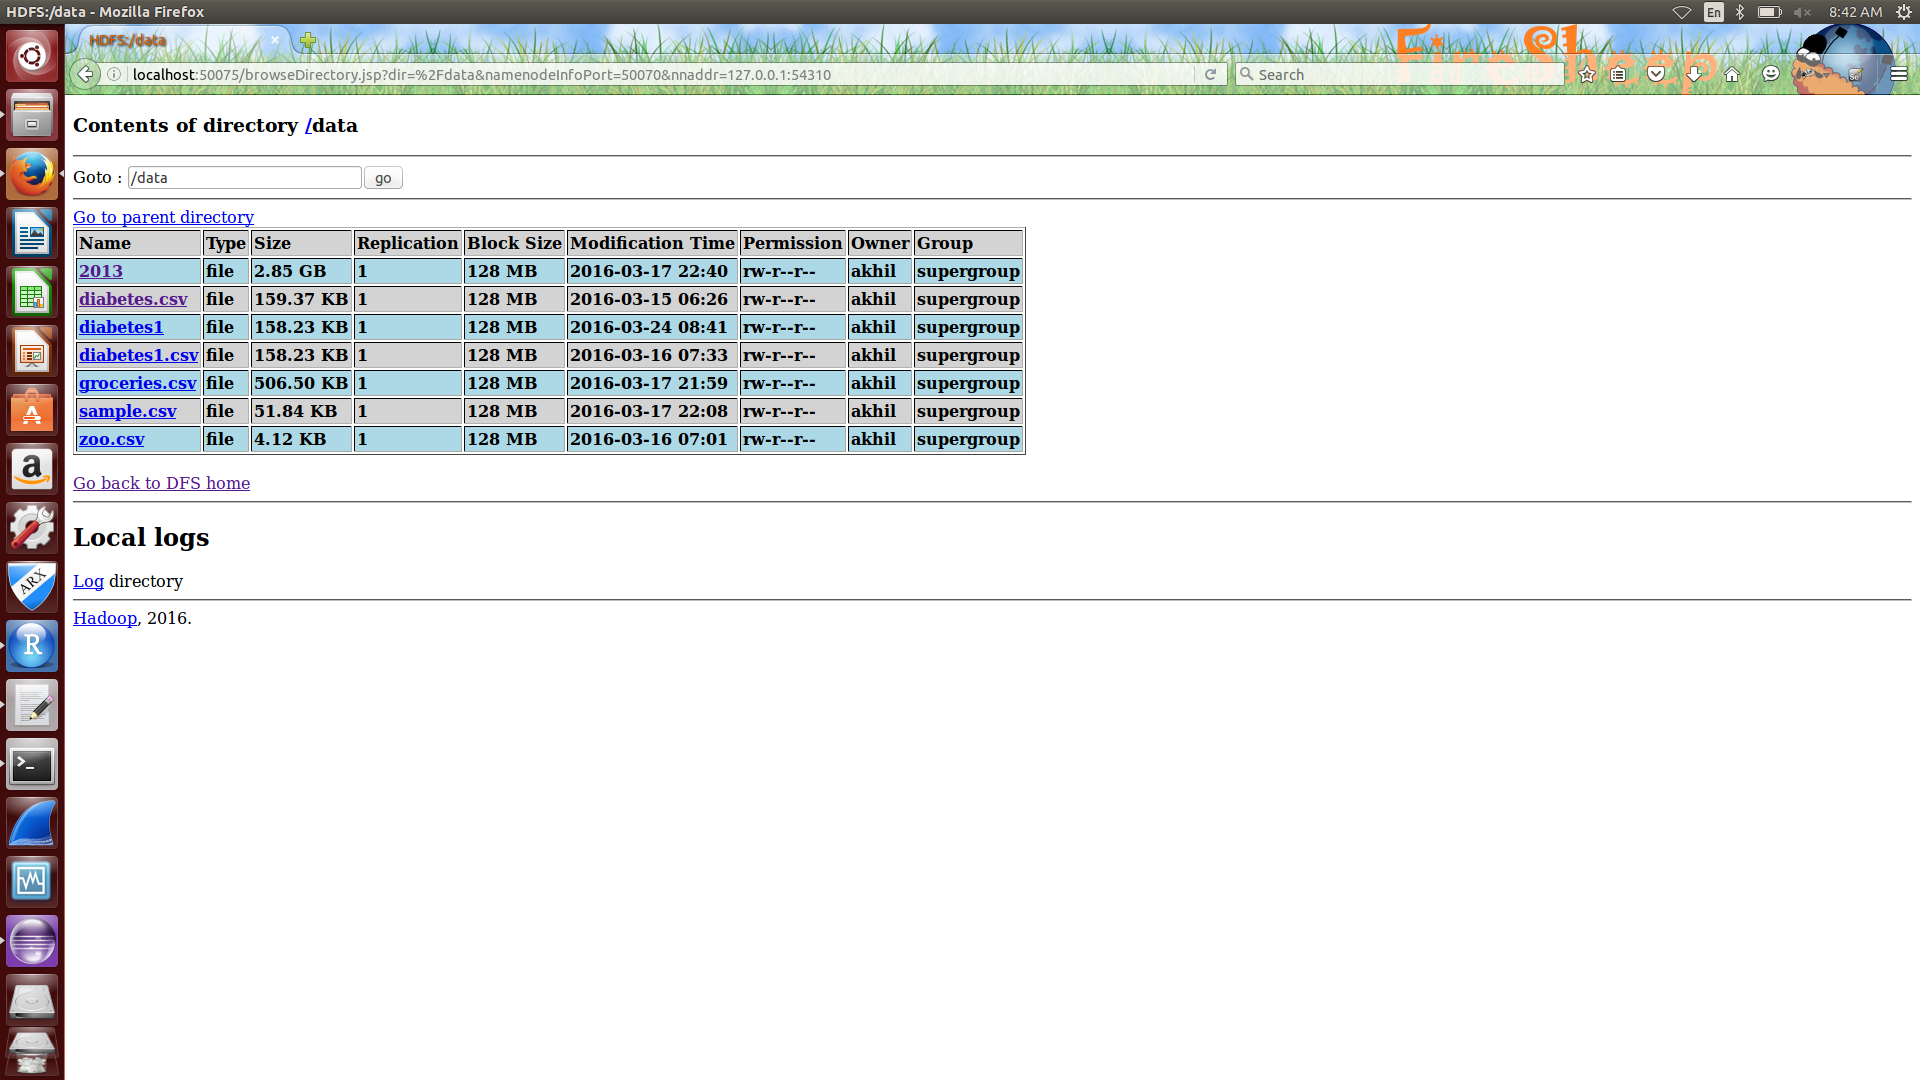 HDFS:/data - Mozilla Firefox
En
8:42 AM
HDFS:/data
FireSheep
localhost:50075/browseDirectory.jsp?dir=%2Fdata&namenodeInfoPort=50070&nnaddr=127.0.0.1:54310
Search
Contents of directory /data
Goto : /data go
Go to parent directory
Name Type Size Replication Block Size Modification Time Permission Owner Group
2013 file 2.85 GB 1 128 MB 2016-03-17 22:40 rw-r--r-- akhil supergroup
diabetes.csv file 159.37 KB 1 128 MB 2016-03-15 06:26 rw-r--r-- akhil supergroup
diabetes1 file 158.23 KB 1 128 MB 2016-03-24 08:41 rw-r--r-- akhil supergroup
diabetes1.csv file 158.23 KB 1 128 MB 2016-03-16 07:33 rw-r--r-- akhil supergroup
groceries.csv file 506.50 KB 1 128 MB 2016-03-17 21:59 rw-r--r-- akhil supergroup
sample.csv file 51.84 KB 1 128 MB 2016-03-17 22:08 rw-r--r-- akhil supergroup
zoo.csv file 4.12 KB 1 128 MB 2016-03-16 07:01 rw-r--r-- akhil supergroup
Go back to DFS home
Local logs
Log directory
Hadoop, 2016.
A
a
ARX
R
>_